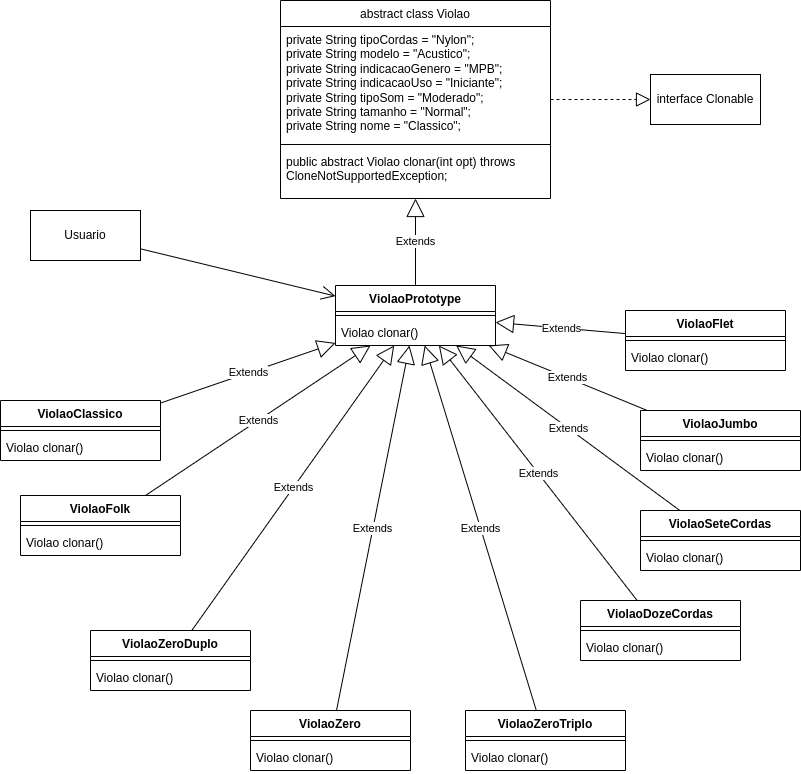 abstract class Violao
private String tipoCordas = "Nylon";
private String modelo = "Acustico";
private String indicacaoGenero = "MPB";
private String indicacaoUso = "Iniciante";
private String tipoSom = "Moderado";
private String tamanho = "Normal";
private String nome = "Classico";
public abstract Violao clonar(int opt) throws
CloneNotSupportedException;
interface Clonable
Usuario
Extends
ViolaoPrototype
Violao clonar()
Extends
ViolaoFlet
Violao clonar()
Extends
ViolaoClassico
Violao clonar()
Extends
ViolaoJumbo
Violao clonar()
Extends
ViolaoFolk
Violao clonar()
Extends
ViolaoSeteCordas
Violao clonar()
Extends
ViolaoZeroDuplo
Violao clonar()
Extends
ViolaoDozeCordas
Violao clonar()
Extends
ViolaoZero
Violao clonar()
Extends
ViolaoZeroTriplo
Violao clonar()